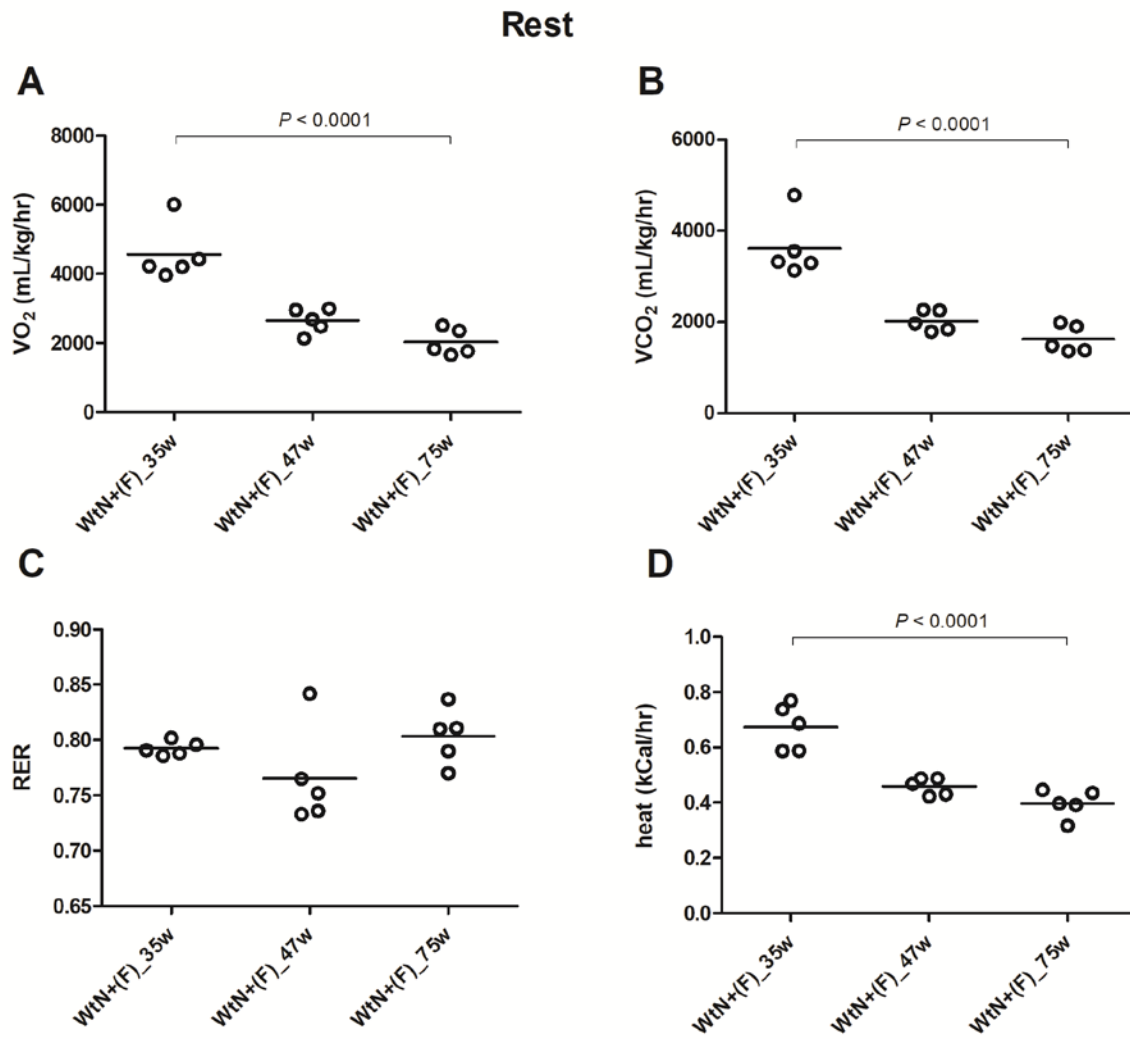 Rest
A
P < 0.0001
8000
6000
4000
2000
0
VO2 (mL/kg/hr)
WtN+(F)_35w
WtN+(F)_47w
WtN+(F)_75w
B
P < 0.0001
6000
4000
2000
0
VCO2 (mL/kg/hr)
WtN+(F)_35w
WtN+(F)_47w
WtN+(F)_75w
C
0.90
0.85
0.80
0.75
0.70
0.65
RER
WtN+(F)_35w
WtN+(F)_47w
WtN+(F)_75w
D
P < 0.0001
1.0
0.8
0.6
0.4
0.2
0.0
heat (kCal/hr)
WtN+(F)_35w
WtN+(F)_47w
WtN+(F)_75w